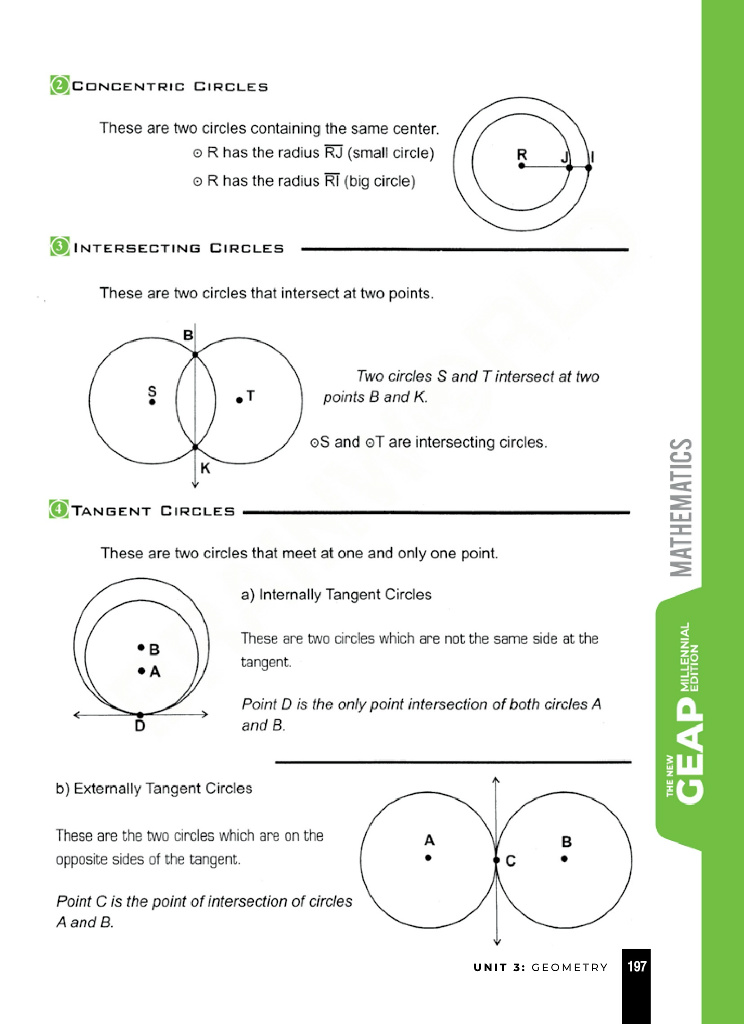 2 CONCENTRIC CIRCLES
These are two circles containing the same center.
⊙ R has the radius R̅J̅ (small circle)
⊙ R has the radius R̅I̅ (big circle)
R J I
3 INTERSECTING CIRCLES
These are two circles that intersect at two points.
B
S T
K
Two circles S and T intersect at two
points B and K.
⊙S and ⊙T are intersecting circles.
4 TANGENT CIRCLES
These are two circles that meet at one and only one point.
B
A
D
a) Internally Tangent Circles
These are two circles which are not the same side at the
tangent.
Point D is the only point intersection of both circles A
and B.
b) Externally Tangent Circles
These are the two circles which are on the
opposite sides of the tangent.
Point C is the point of intersection of circles
A and B.
A B
C
MATHEMATICS
THE NEW
GEAP
MILLENNIAL
EDITION
UNIT 3: GEOMETRY 197